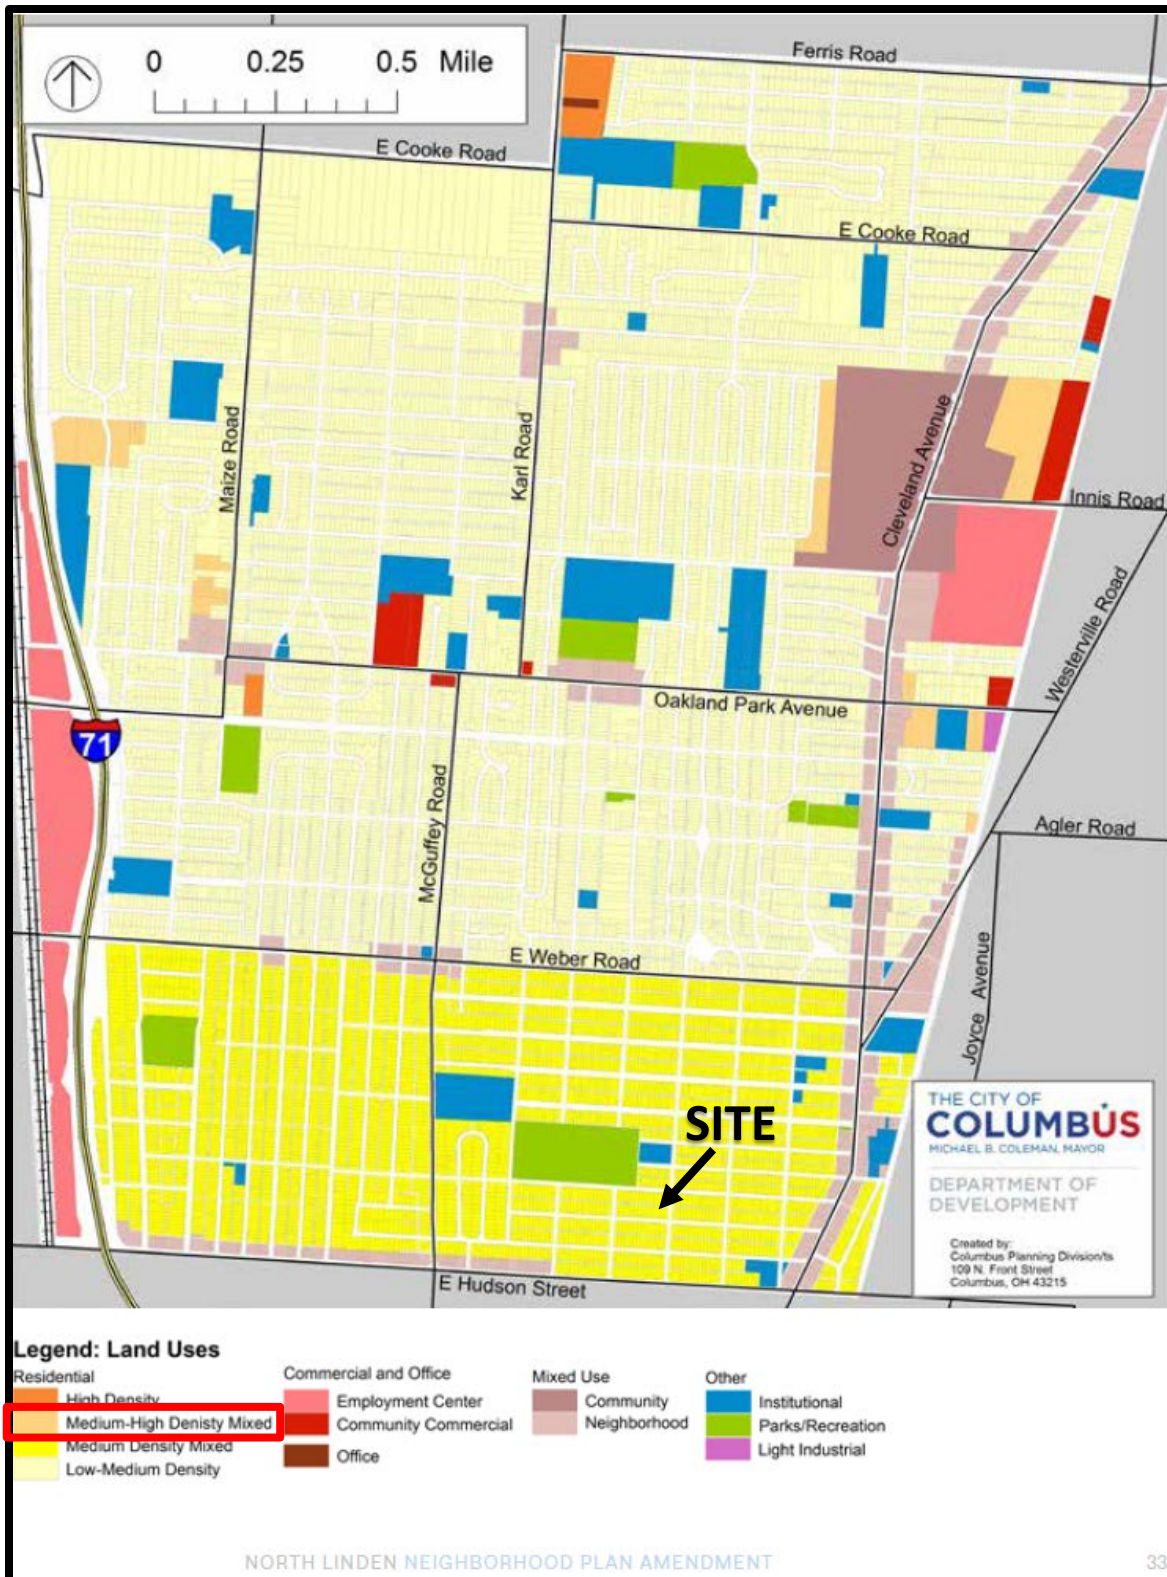 0 0.25 0.5 Mile
Ferris Road
E Cooke Road
E Cooke Road
Maize Road
Karl Road
Cleveland Avenue
Innis Road
Westerville Road
Oakland Park Avenue
71
McGuffey Road
Agler Road
E Weber Road
Joyce Avenue
SITE
E Hudson Street
THE CITY OF
COLUMBUS
MICHAEL B. COLEMAN, MAYOR
DEPARTMENT OF
DEVELOPMENT
Created by:
Columbus Planning Division/ts
109 N. Front Street
Columbus, OH 43215
Legend: Land Uses
Residential
High Density
Medium-High Denisty Mixed
Medium Density Mixed
Low-Medium Density
Commercial and Office
Employment Center
Community Commercial
Office
Mixed Use
Community
Neighborhood
Other
Institutional
Parks/Recreation
Light Industrial
NORTH LINDEN NEIGHBORHOOD PLAN AMENDMENT 33